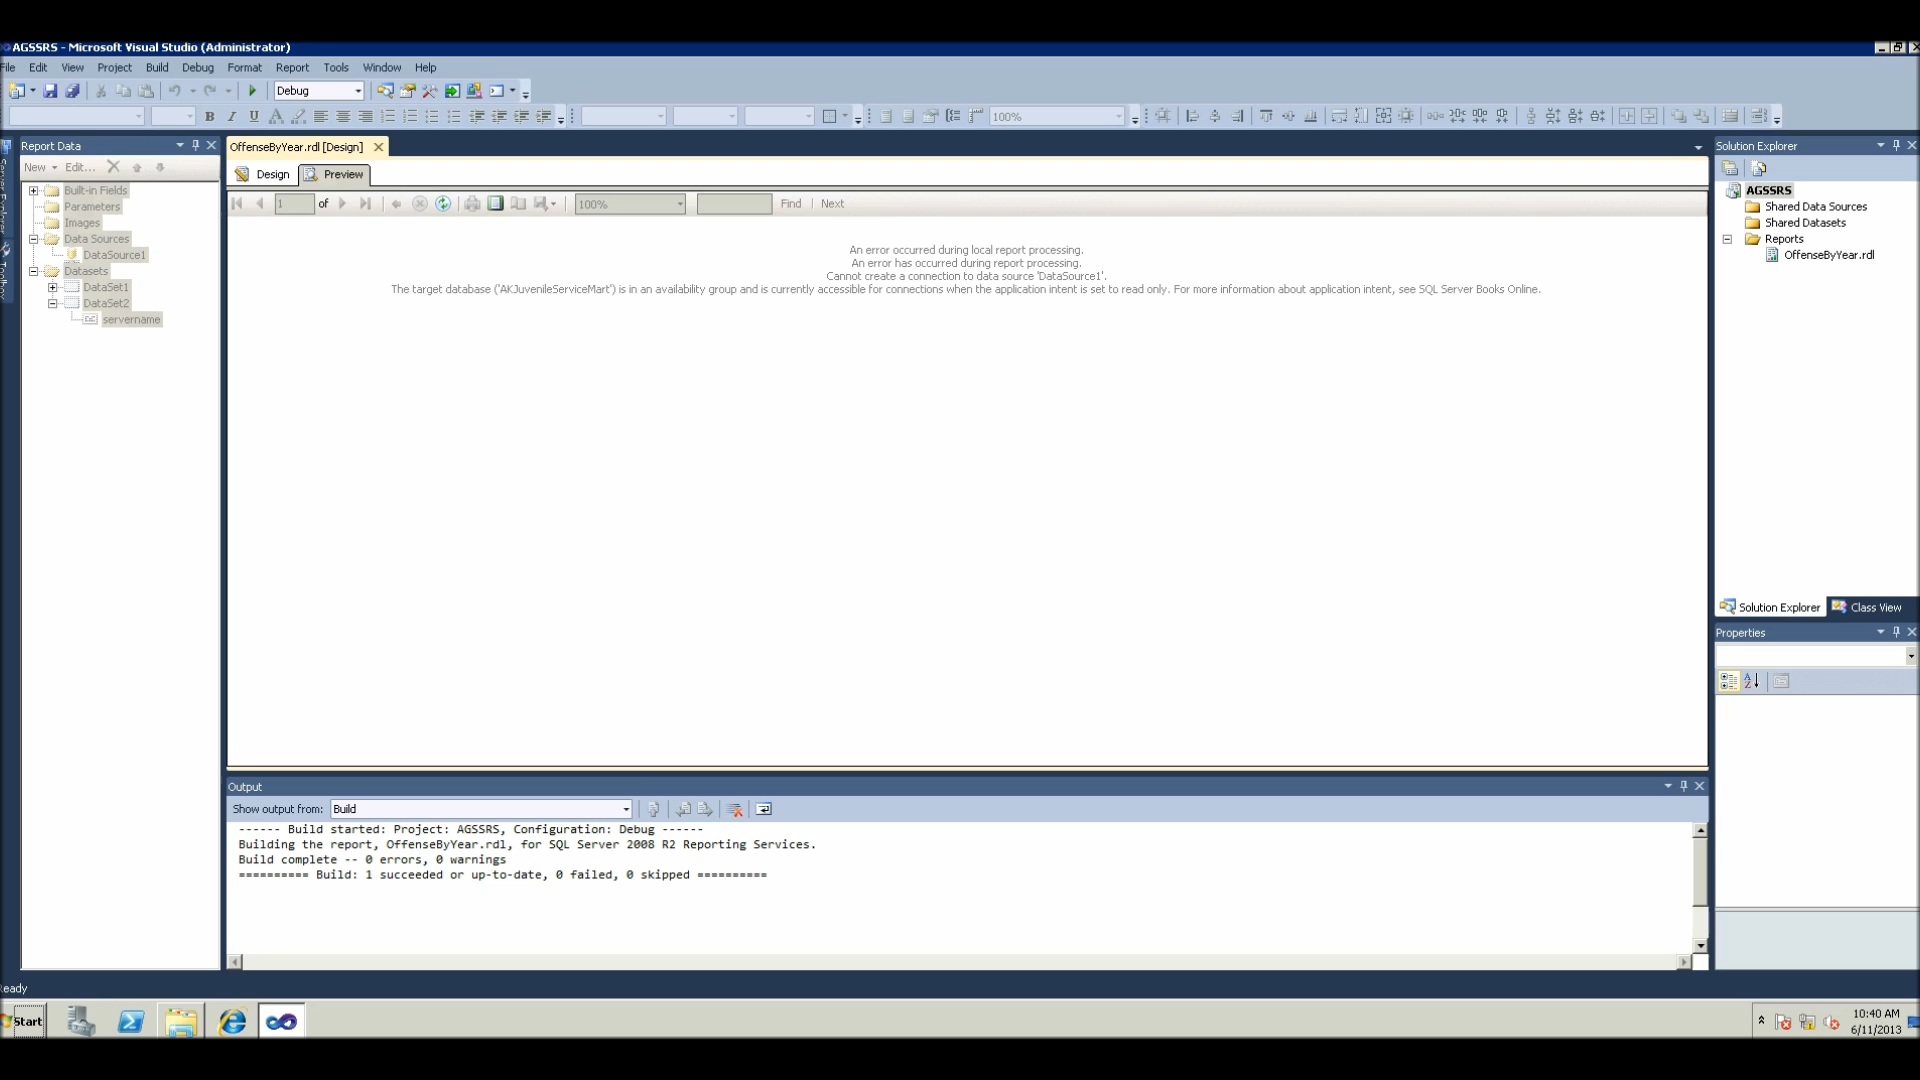 AGSSRS - Microsoft Visual Studio (Administrator)
File Edit View Project Build Debug Format Report Tools Window Help
Debug
100%
Report Data
New Edit...
Built-in Fields
Parameters
Images
Data Sources
DataSource1
Datasets
DataSet1
DataSet2
servername
OffenseByYear.rdl [Design]
Design Preview
1 of 100% Find | Next
An error occurred during local report processing.
An error has occurred during report processing.
Cannot create a connection to data source 'DataSource1'.
The target database ('AKJuvenileServiceMart') is in an availability group and is currently accessible for connections when the application intent is set to read only. For more information about application intent, see SQL Server Books Online.
Output
Show output from: Build
------ Build started: Project: AGSSRS, Configuration: Debug ------
Building the report, OffenseByYear.rdl, for SQL Server 2008 R2 Reporting Services.
Build complete -- 0 errors, 0 warnings
========== Build: 1 succeeded or up-to-date, 0 failed, 0 skipped ==========
Solution Explorer
AGSSRS
Shared Data Sources
Shared Datasets
Reports
OffenseByYear.rdl
Solution Explorer Class View
Properties
eady
Start
10:40 AM
6/11/2013